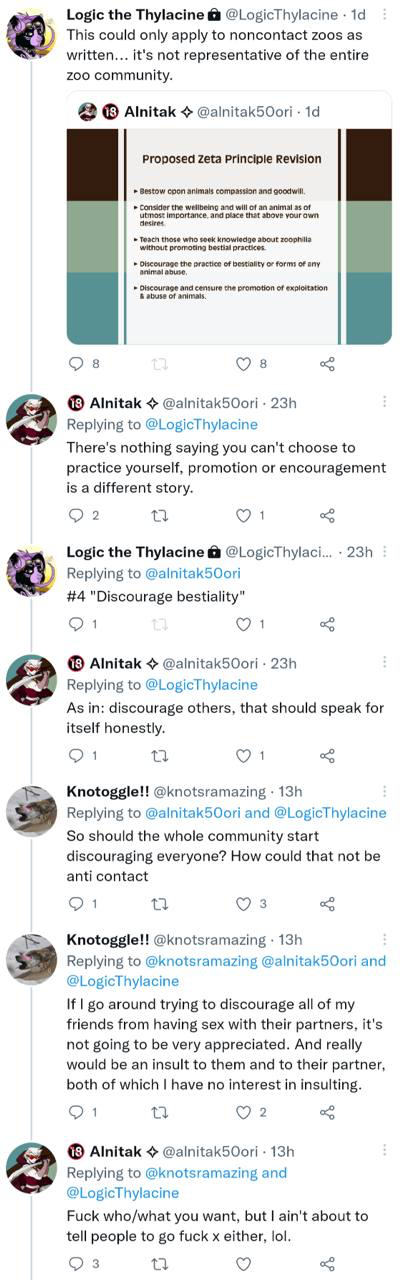 Logic the Thylacine @LogicThylacine · 1d
This could only apply to noncontact zoos as
written... it's not representative of the entire
zoo community.
18 Alnitak ✧ @alnitak50ori · 1d
Proposed Zeta Principle Revision
▸ Bestow opon animals compassion and goodwill.
▸ Consider the wellbeing and will of an animal as of
utmost importance, and place that above your own
desires.
▸ Teach those who seek knowledge about zoophilia
without promoting bestial practices.
▸ Discourage the practice of bestiality or forms of any
animal abuse.
▸ Discourage and censure the promotion of exploitation
& abuse of animals.
8 8
18 Alnitak ✧ @alnitak50ori · 23h
Replying to @LogicThylacine
There's nothing saying you can't choose to
practice yourself, promotion or encouragement
is a different story.
2 1
Logic the Thylacine @LogicThylaci... · 23h
Replying to @alnitak50ori
#4 "Discourage bestiality"
1 1
18 Alnitak ✧ @alnitak50ori · 23h
Replying to @LogicThylacine
As in: discourage others, that should speak for
itself honestly.
1 1
Knotoggle!! @knotsramazing · 13h
Replying to @alnitak50ori and @LogicThylacine
So should the whole community start
discouraging everyone? How could that not be
anti contact
1 3
Knotoggle!! @knotsramazing · 13h
Replying to @knotsramazing @alnitak50ori and
@LogicThylacine
If I go around trying to discourage all of my
friends from having sex with their partners, it's
not going to be very appreciated. And really
would be an insult to them and to their partner,
both of which I have no interest in insulting.
1 2
18 Alnitak ✧ @alnitak50ori · 13h
Replying to @knotsramazing and
@LogicThylacine
Fuck who/what you want, but I ain't about to
tell people to go fuck x either, lol.
3